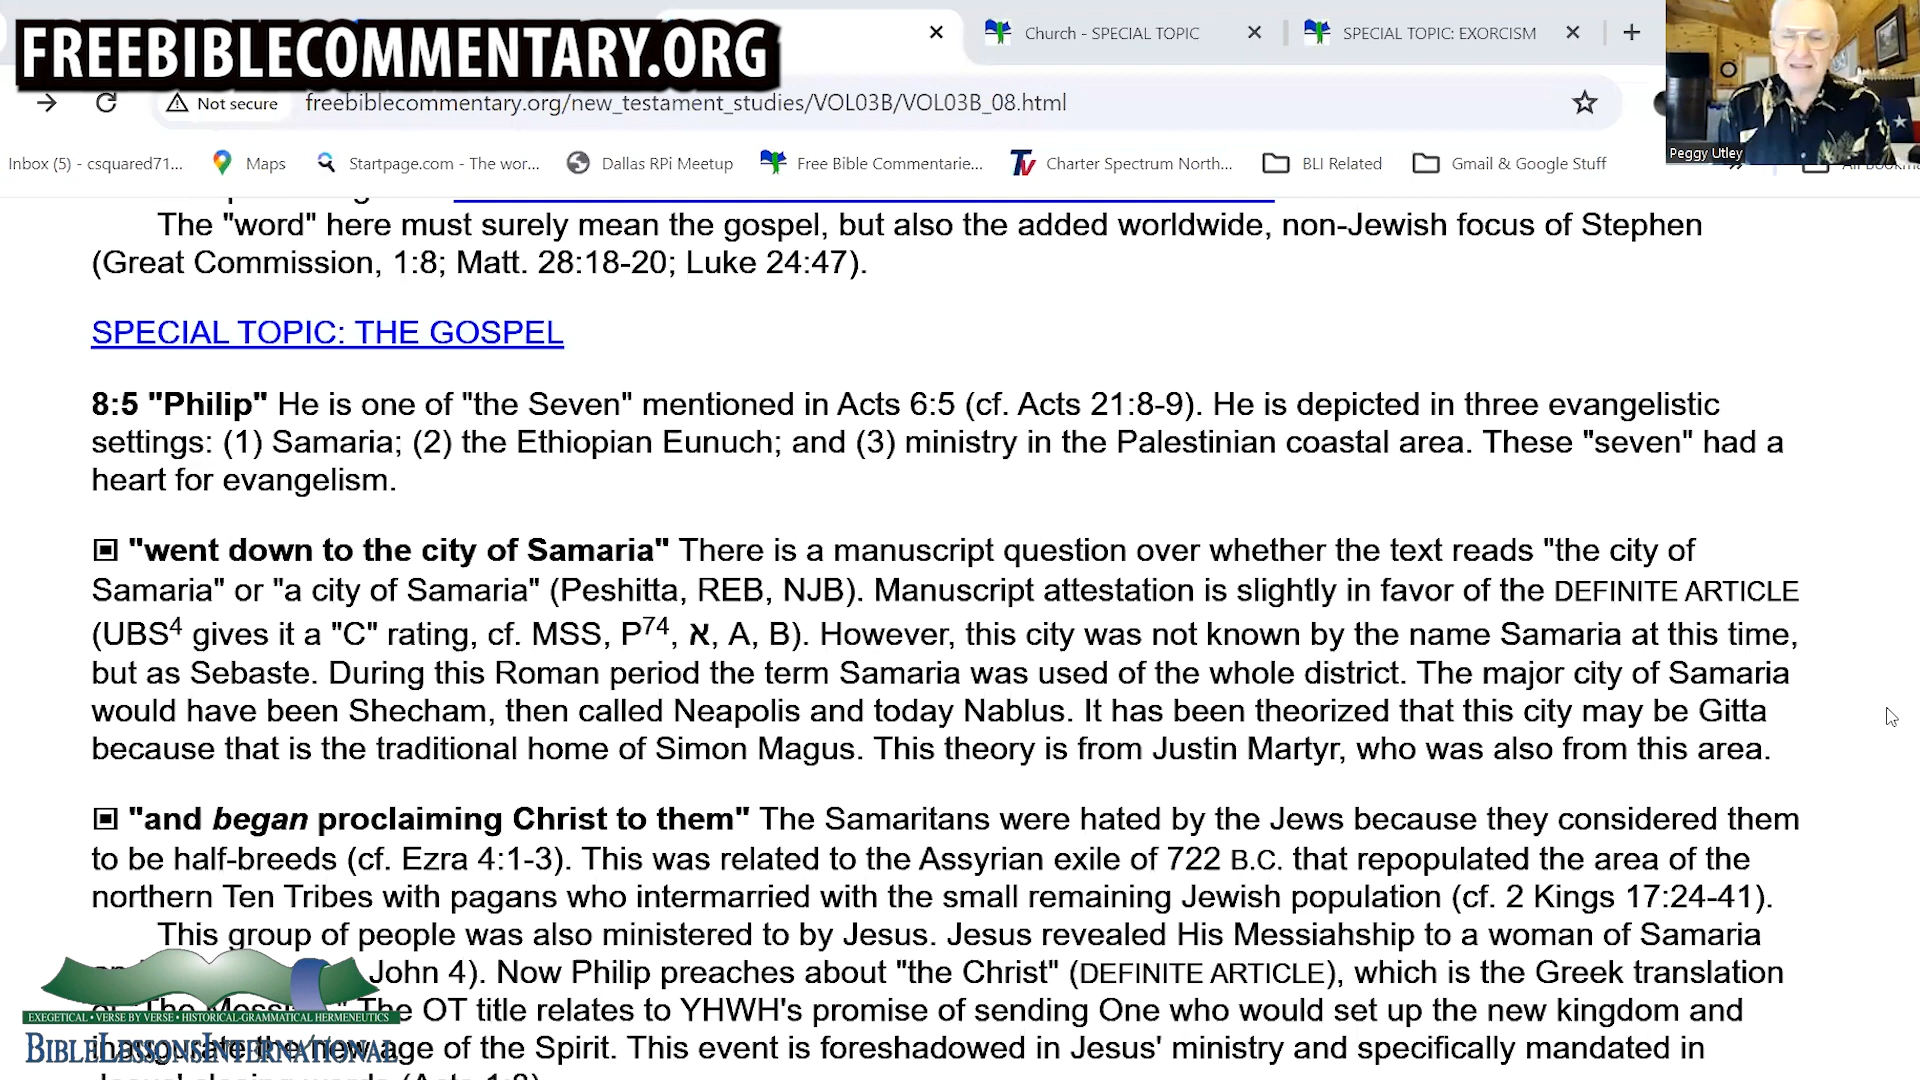 FREEBIBLECOMMENTARY.ORG
Church - SPECIAL TOPIC
SPECIAL TOPIC: EXORCISM
Not secure
freebiblecommentary.org/new_testament_studies/VOL03B/VOL03B_08.html
Peggy Utley
Inbox (5) - csquared71...
Maps
Startpage.com - The wor...
Dallas RPi Meetup
Free Bible Commentarie...
Charter Spectrum North...
BLI Related
Gmail & Google Stuff
The "word" here must surely mean the gospel, but also the added worldwide, non-Jewish focus of Stephen
(Great Commission, 1:8; Matt. 28:18-20; Luke 24:47).
SPECIAL TOPIC: THE GOSPEL
8:5 "Philip" He is one of "the Seven" mentioned in Acts 6:5 (cf. Acts 21:8-9). He is depicted in three evangelistic
settings: (1) Samaria; (2) the Ethiopian Eunuch; and (3) ministry in the Palestinian coastal area. These "seven" had a
heart for evangelism.
▣ "went down to the city of Samaria" There is a manuscript question over whether the text reads "the city of
Samaria" or "a city of Samaria" (Peshitta, REB, NJB). Manuscript attestation is slightly in favor of the DEFINITE ARTICLE
(UBS⁴ gives it a "C" rating, cf. MSS, P⁷⁴, א, A, B). However, this city was not known by the name Samaria at this time,
but as Sebaste. During this Roman period the term Samaria was used of the whole district. The major city of Samaria
would have been Shecham, then called Neapolis and today Nablus. It has been theorized that this city may be Gitta
because that is the traditional home of Simon Magus. This theory is from Justin Martyr, who was also from this area.
▣ "and began proclaiming Christ to them" The Samaritans were hated by the Jews because they considered them
to be half-breeds (cf. Ezra 4:1-3). This was related to the Assyrian exile of 722 B.C. that repopulated the area of the
northern Ten Tribes with pagans who intermarried with the small remaining Jewish population (cf. 2 Kings 17:24-41).
This group of people was also ministered to by Jesus. Jesus revealed His Messiahship to a woman of Samaria
John 4). Now Philip preaches about "the Christ" (DEFINITE ARTICLE), which is the Greek translation
The OT title relates to YHWH's promise of sending One who would set up the new kingdom and
age of the Spirit. This event is foreshadowed in Jesus' ministry and specifically mandated in
EXEGETICAL • VERSE BY VERSE • HISTORICAL-GRAMMATICAL HERMENEUTICS
BIBLELESSONSINTERNATIONAL